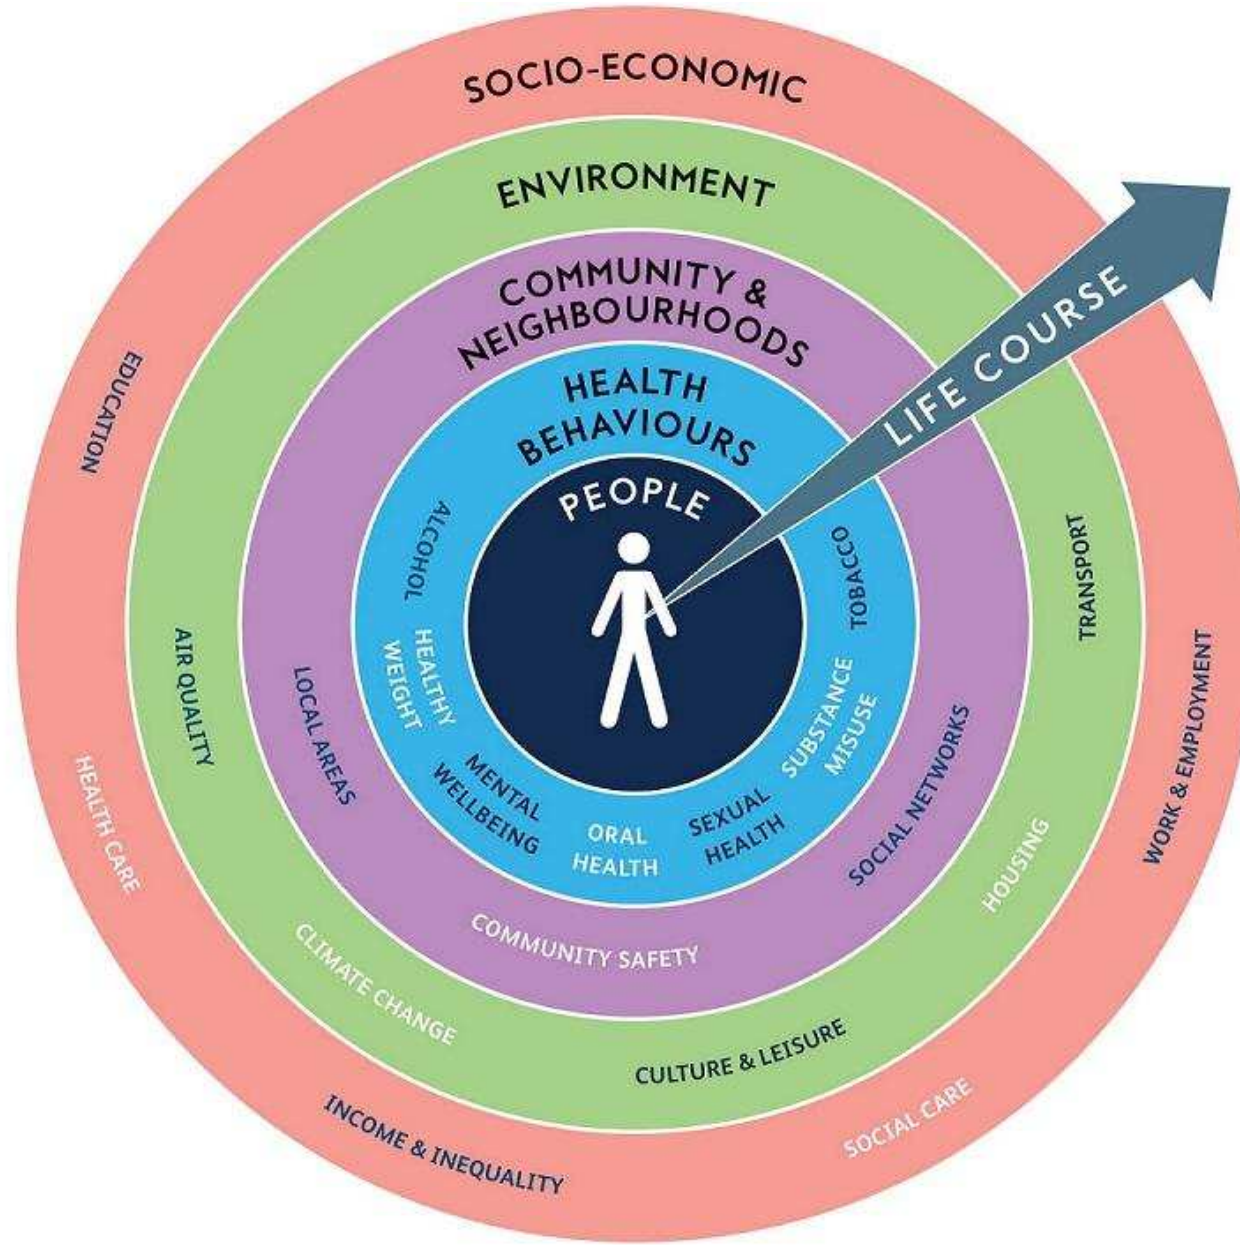 SOCIO-ECONOMIC
ENVIRONMENT
COMMUNITY &
NEIGHBOURHOODS
HEALTH
BEHAVIOURS
PEOPLE
LIFE COURSE
ALCOHOL
HEALTHY
WEIGHT
MENTAL
WELLBEING
ORAL
HEALTH
SEXUAL
HEALTH
SUBSTANCE
MISUSE
TOBACCO
LOCAL AREAS
COMMUNITY SAFETY
SOCIAL NETWORKS
AIR QUALITY
CLIMATE CHANGE
CULTURE & LEISURE
HOUSING
TRANSPORT
EDUCATION
HEALTH CARE
INCOME & INEQUALITY
SOCIAL CARE
WORK & EMPLOYMENT